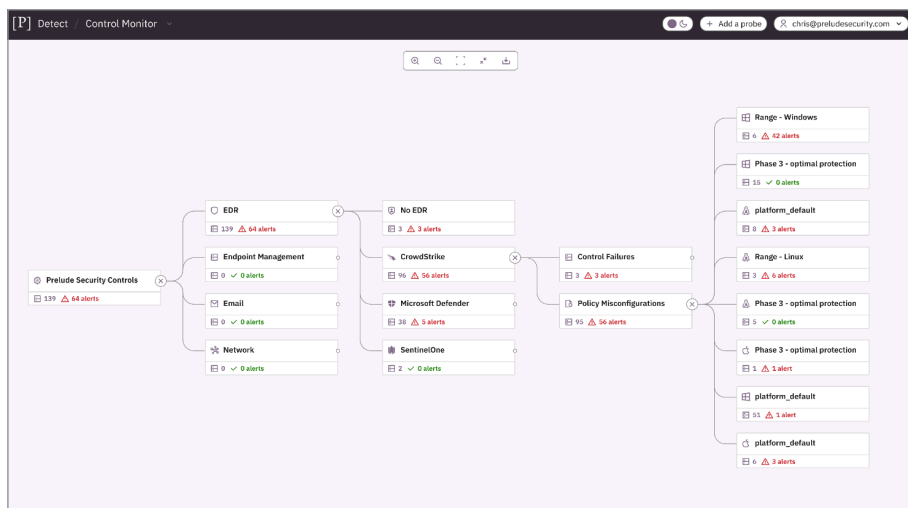 [P] Detect / Control Monitor
+ Add a probe
chris@preludesecurity.com
Prelude Security Controls
139 64 alerts
EDR
139 64 alerts
Endpoint Management
0 0 alerts
Email
0 0 alerts
Network
0 0 alerts
No EDR
3 3 alerts
CrowdStrike
96 56 alerts
Microsoft Defender
38 5 alerts
SentinelOne
2 0 alerts
Control Failures
3 3 alerts
Policy Misconfigurations
95 56 alerts
Range - Windows
6 42 alerts
Phase 3 - optimal protection
15 0 alerts
platform_default
8 3 alerts
Range - Linux
3 6 alerts
Phase 3 - optimal protection
5 0 alerts
Phase 3 - optimal protection
1 1 alert
platform_default
51 1 alert
platform_default
6 3 alerts